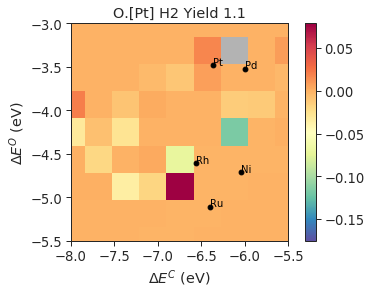 O.[Pt] H2 Yield 1.1
−3.0
−3.5
−4.0
−4.5
−5.0
−5.5
ΔE^O (eV)
Pt
Pd
Rh
Ni
Ru
−8.0 −7.5 −7.0 −6.5 −6.0 −5.5
ΔE^C (eV)
0.05
0.00
−0.05
−0.10
−0.15